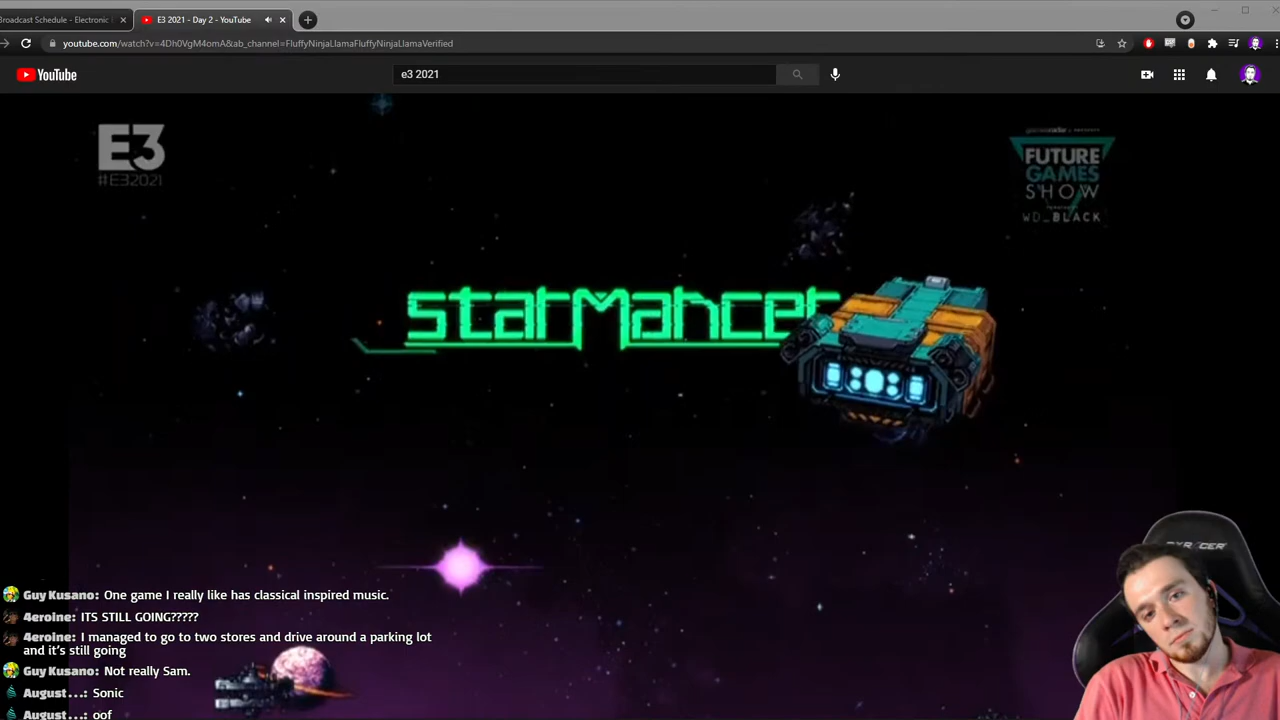 Broadcast Schedule - Electronic
E3 2021 - Day 2 - YouTube
youtube.com/watch?v=4Dh0VgM4omA&ab_channel=FluffyNinjaLlamaFluffyNinjaLlamaVerified
YouTube
e3 2021
E3
#E32021
gamesradar+ PRESENTS
FUTURE
GAMES
SHOW
WD_BLACK
starmancer
DXRACER
Guy Kusano: One game I really like has classical inspired music.
4eroine: ITS STILL GOING?????
4eroine: I managed to go to two stores and drive around a parking lot
and it's still going
Guy Kusano: Not really Sam.
August...: Sonic
August...: oof